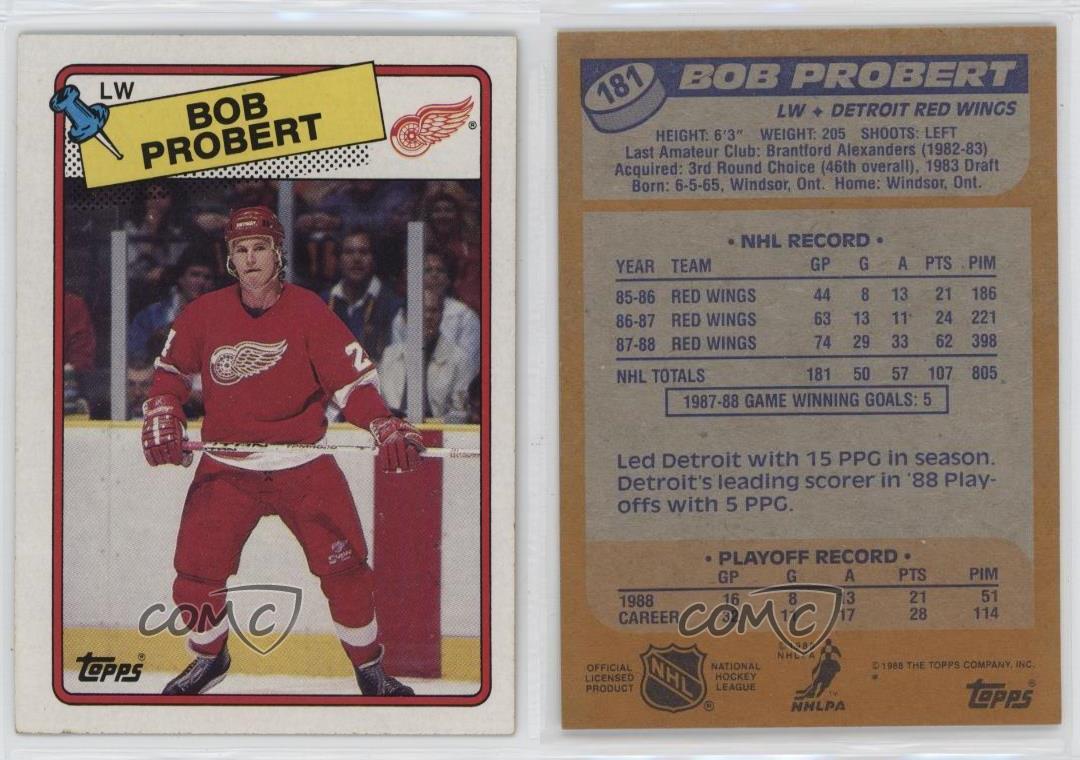 LW
BOB
PROBERT
®
DETROIT
2
TITAN
COMC
topps®
181
BOB PROBERT
LW ✦ DETROIT RED WINGS
HEIGHT: 6'3" WEIGHT: 205 SHOOTS: LEFT
Last Amateur Club: Brantford Alexanders (1982-83)
Acquired: 3rd Round Choice (46th overall), 1983 Draft
Born: 6-5-65, Windsor, Ont. Home: Windsor, Ont.
• NHL RECORD •
YEAR TEAM GP G A PTS PIM
85-86 RED WINGS 44 8 13 21 186
86-87 RED WINGS 63 13 11 24 221
87-88 RED WINGS 74 29 33 62 398
NHL TOTALS 181 50 57 107 805
1987-88 GAME WINNING GOALS: 5
Led Detroit with 15 PPG in season.
Detroit's leading scorer in '88 Play-
offs with 5 PPG.
• PLAYOFF RECORD •
GP G A PTS PIM
1988 16 8 13 21 51
CAREER 32 11 17 28 114
COMC
OFFICIAL
LICENSED
PRODUCT
NHL
®
NATIONAL
HOCKEY
LEAGUE
NHLPA
TM
NHLPA
© 1988 THE TOPPS COMPANY, INC.
*
topps®